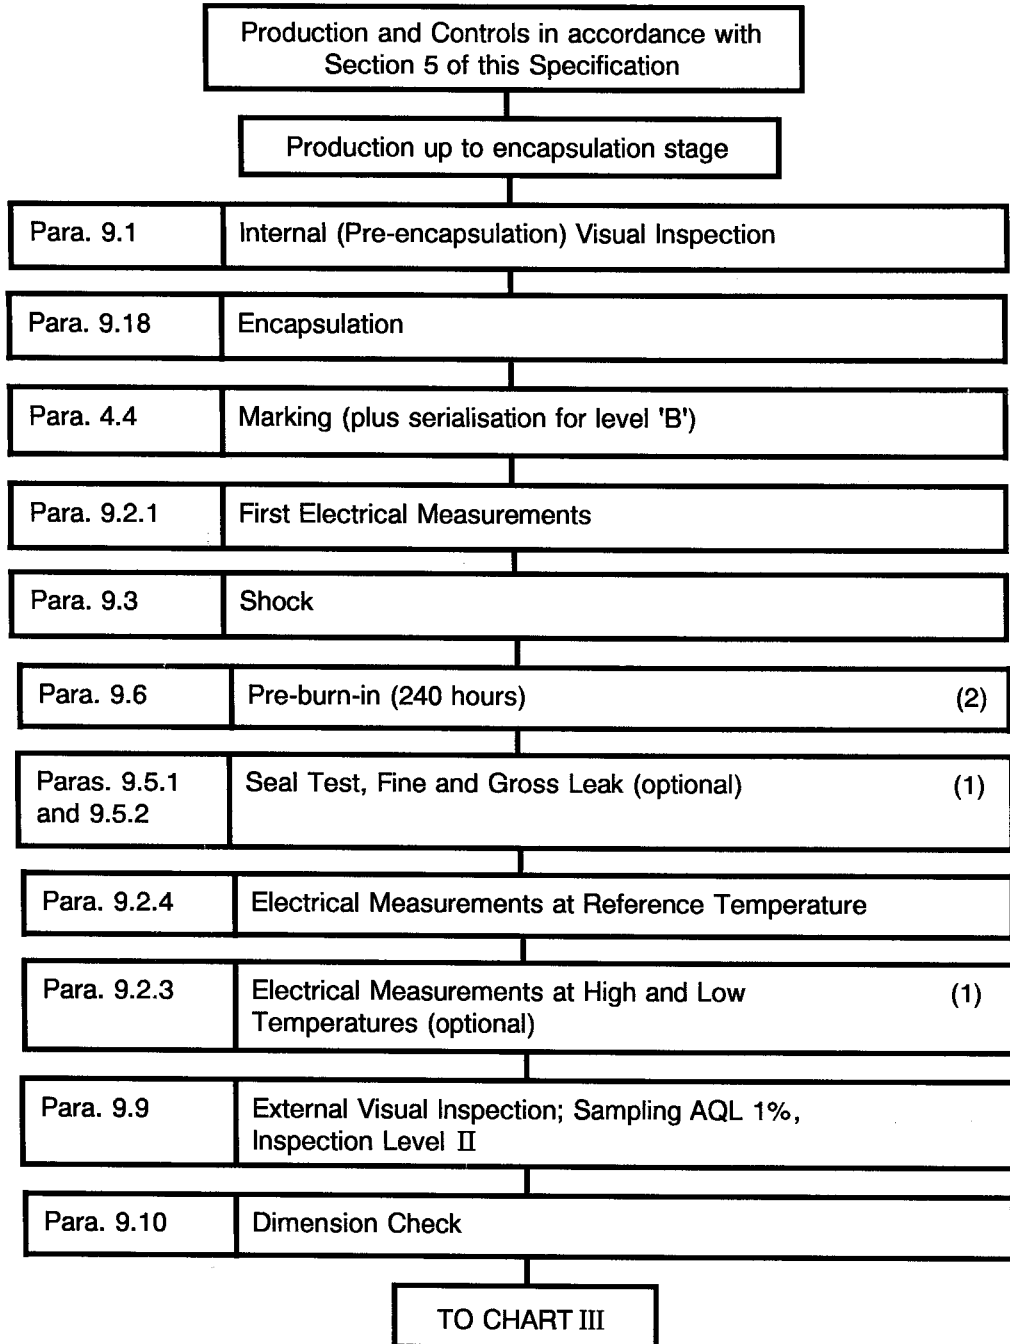 Production and Controls in accordance with
Section 5 of this Specification
Production up to encapsulation stage
Para. 9.1 Internal (Pre-encapsulation) Visual Inspection
Para. 9.18 Encapsulation
Para. 4.4 Marking (plus serialisation for level 'B')
Para. 9.2.1 First Electrical Measurements
Para. 9.3 Shock
Para. 9.6 Pre-burn-in (240 hours) (2)
Paras. 9.5.1 Seal Test, Fine and Gross Leak (optional) (1)
and 9.5.2
Para. 9.2.4 Electrical Measurements at Reference Temperature
Para. 9.2.3 Electrical Measurements at High and Low (1)
Temperatures (optional)
Para. 9.9 External Visual Inspection; Sampling AQL 1%,
Inspection Level II
Para. 9.10 Dimension Check
TO CHART III